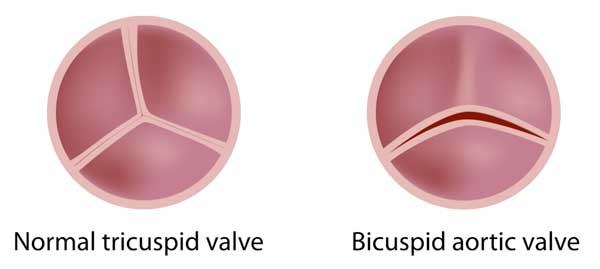 Normal tricuspid valve
Bicuspid aortic valve